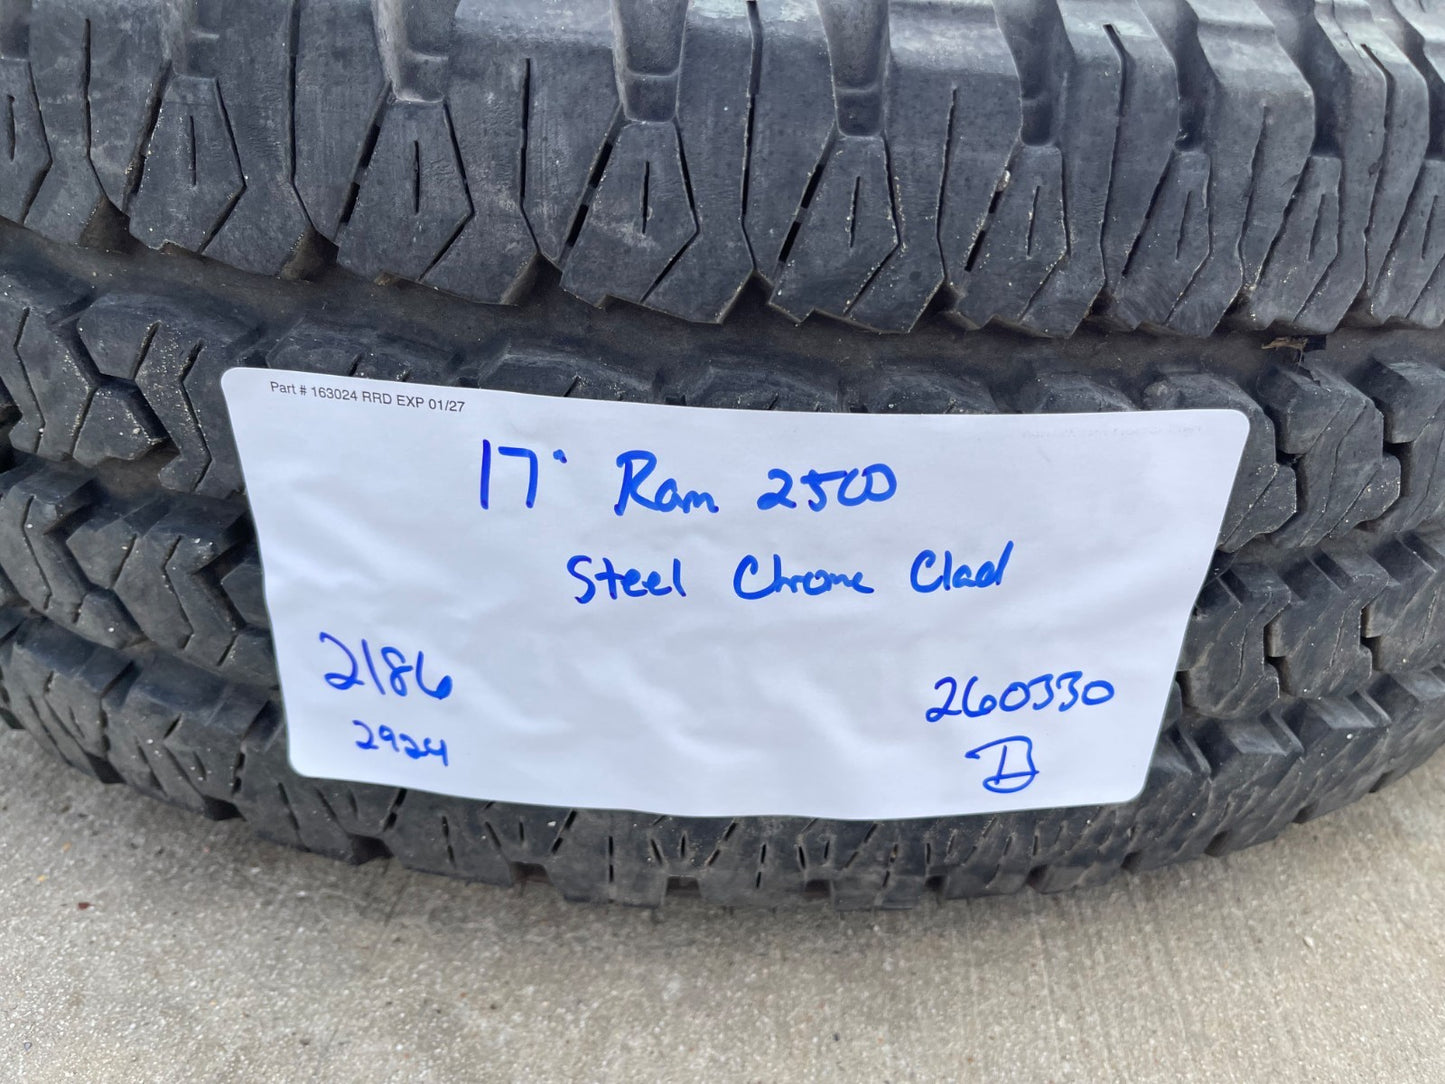 Part # 163024 RRD EXP 01/27
17" Ram 2500
Steel Chrome Clad
2186
2924
260330